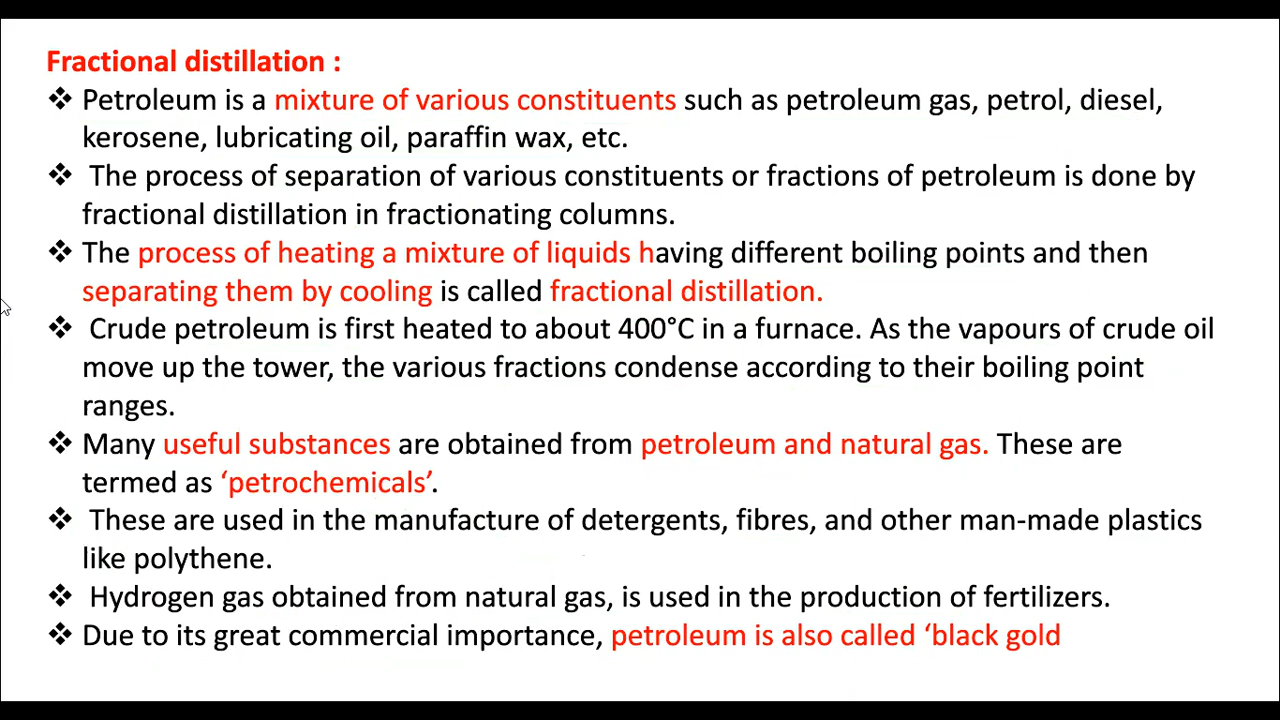 Fractional distillation :
❖ Petroleum is a mixture of various constituents such as petroleum gas, petrol, diesel,
kerosene, lubricating oil, paraffin wax, etc.
❖ The process of separation of various constituents or fractions of petroleum is done by
fractional distillation in fractionating columns.
❖ The process of heating a mixture of liquids having different boiling points and then
separating them by cooling is called fractional distillation.
❖ Crude petroleum is first heated to about 400°C in a furnace. As the vapours of crude oil
move up the tower, the various fractions condense according to their boiling point
ranges.
❖ Many useful substances are obtained from petroleum and natural gas. These are
termed as ‘petrochemicals’.
❖ These are used in the manufacture of detergents, fibres, and other man-made plastics
like polythene.
❖ Hydrogen gas obtained from natural gas, is used in the production of fertilizers.
❖ Due to its great commercial importance, petroleum is also called ‘black gold